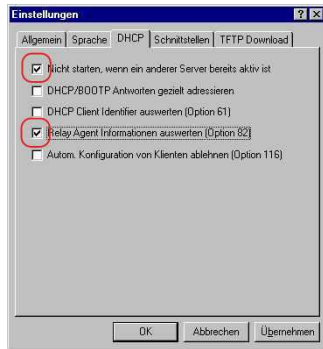 Einstellungen
Allgemein Sprache DHCP Schnittstellen TFTP Download
Nicht starten, wenn ein anderer Server bereits aktiv ist
DHCP/BOOTP Antworten gezielt adressieren
DHCP Client Identifier auswerten (Option 61)
Relay Agent Informationen auswerten (Option 82)
Autom. Konfiguration von Klienten ablehnen (Option 116)
OK Abbrechen Übernehmen